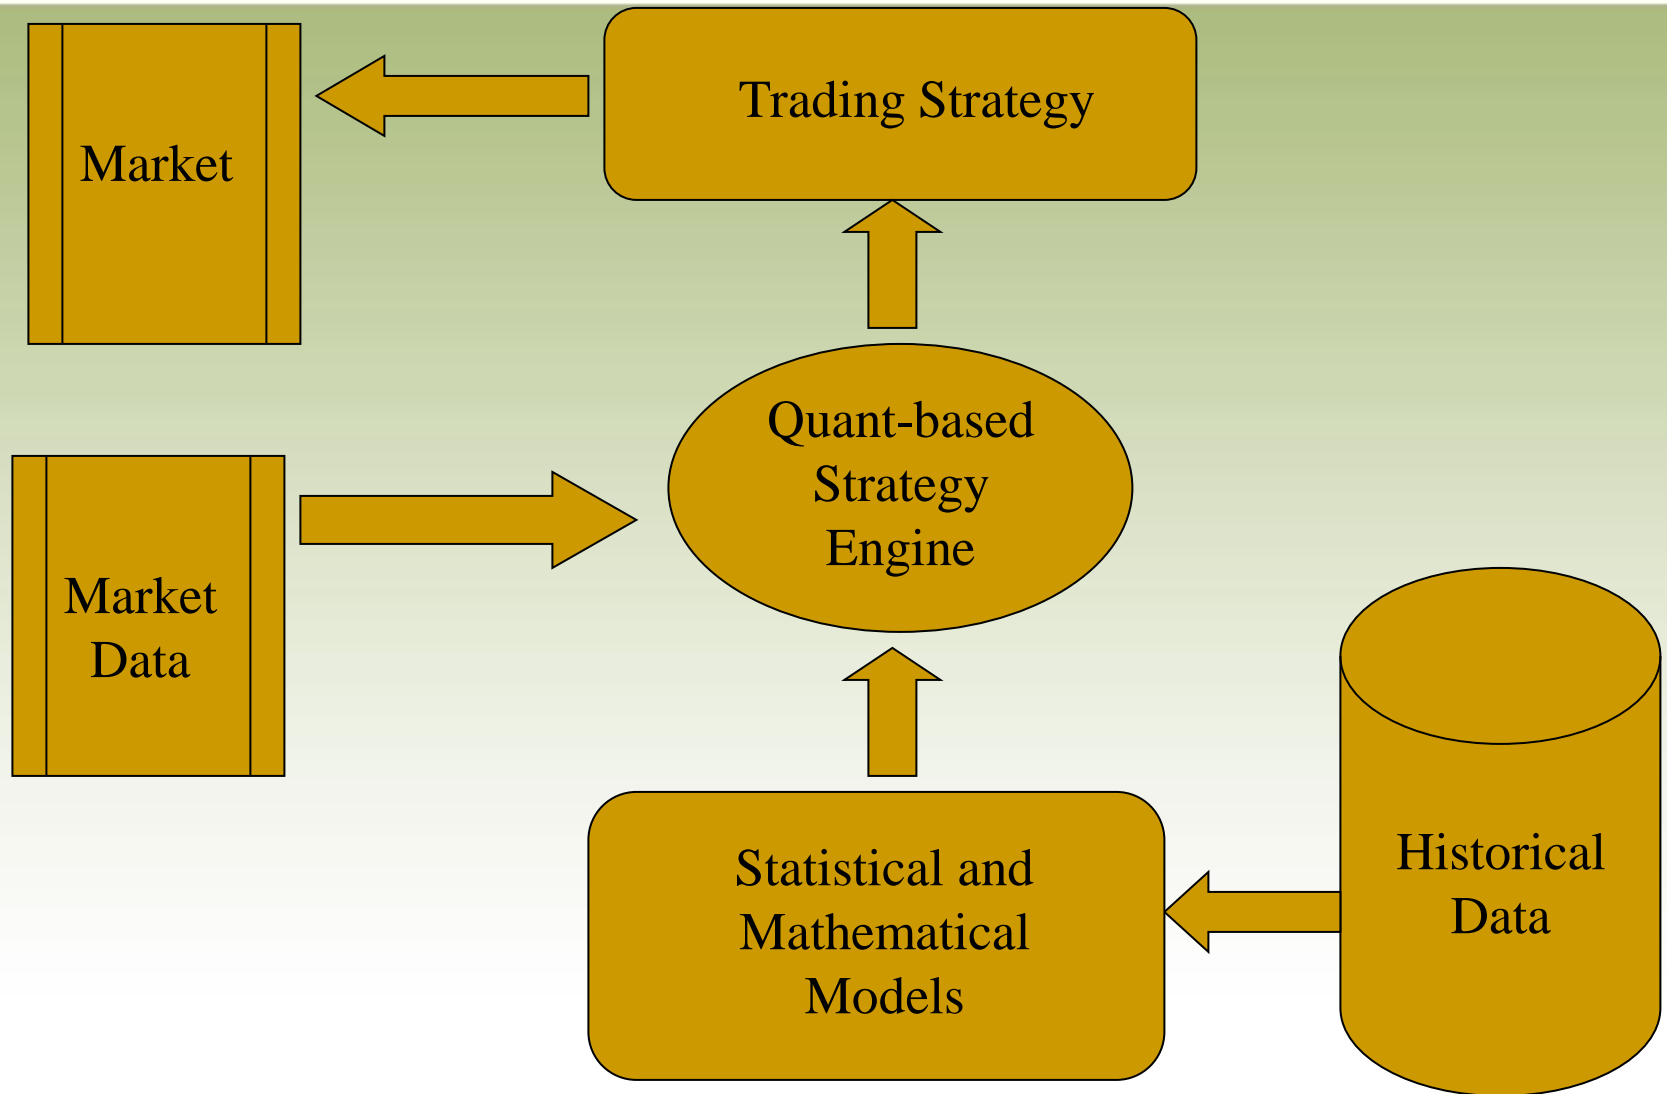 Trading Strategy
Market
Quant-based
Strategy
Engine
Market
Data
Statistical and
Mathematical
Models
Historical
Data